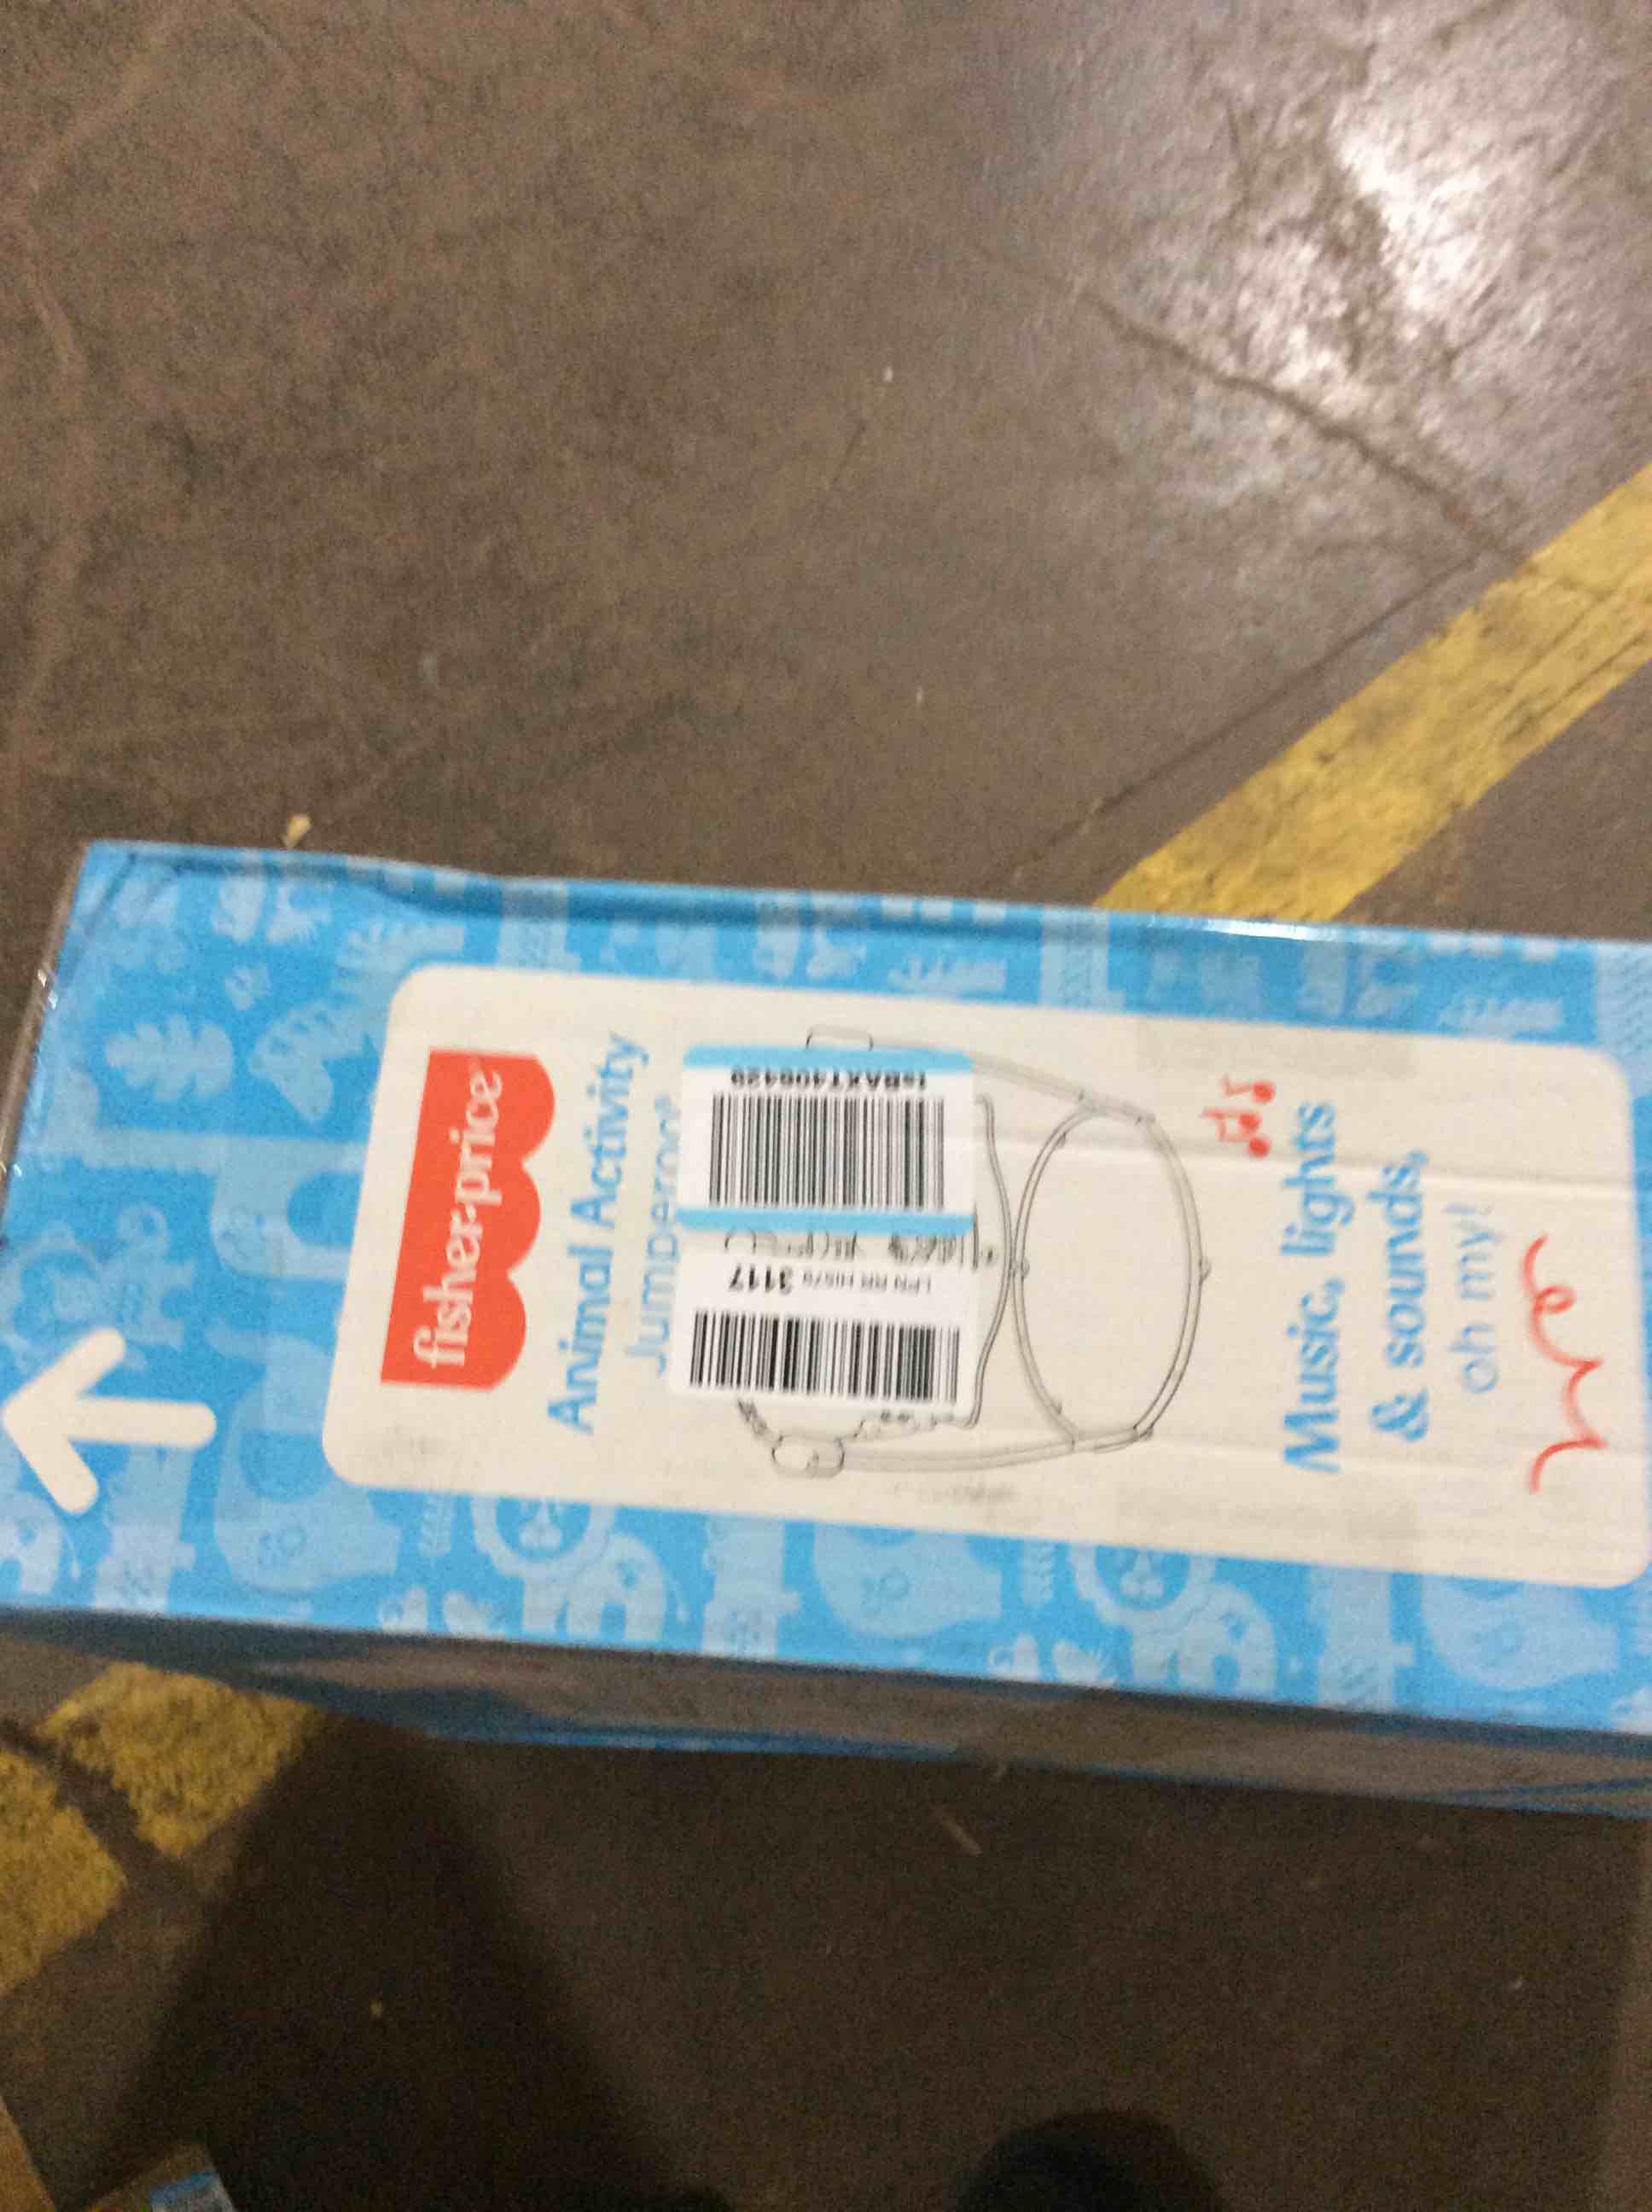 fisher-price
Animal Activity
Jumperoo®
3117
Music, lights
& sounds,
oh my!